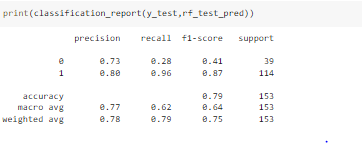 print(classification_report(y_test,rf_test_pred))
precision recall f1-score support
0 0.73 0.28 0.41 39
1 0.80 0.96 0.87 114
accuracy 0.79 153
macro avg 0.77 0.62 0.64 153
weighted avg 0.78 0.79 0.75 153